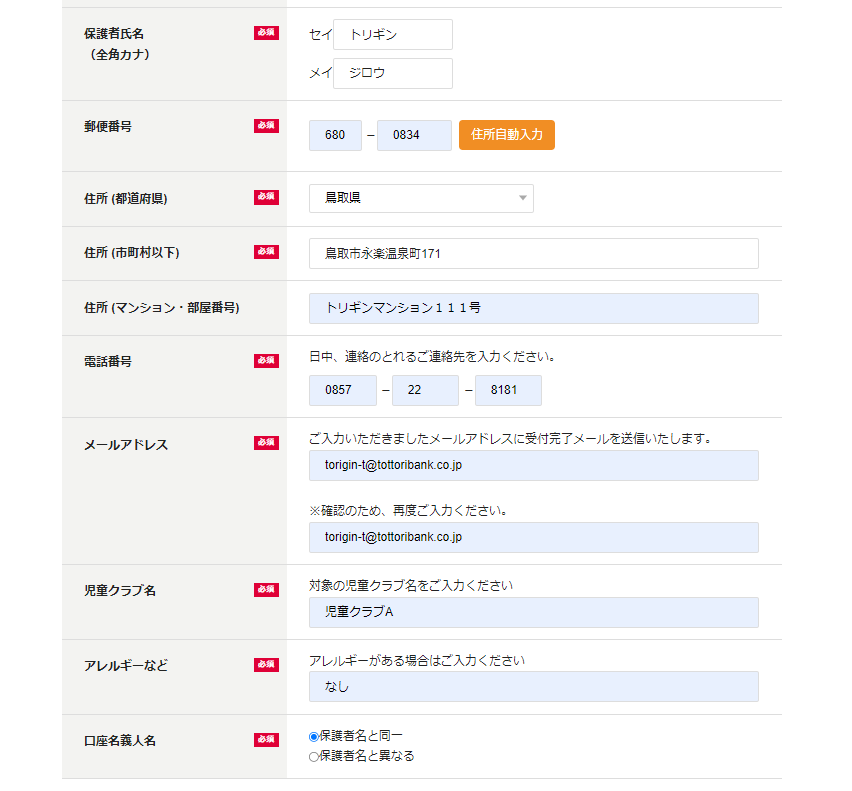 保護者氏名 必須
（全角カナ）
セイ トリギン
メイ ジロウ
郵便番号 必須
680 – 0834 住所自動入力
住所 (都道府県) 必須
鳥取県
住所 (市町村以下) 必須
鳥取市永楽温泉町171
住所 (マンション・部屋番号)
トリギンマンション１１１号
電話番号 必須
日中、連絡のとれるご連絡先を入力ください。
0857 – 22 – 8181
メールアドレス 必須
ご入力いただきましたメールアドレスに受付完了メールを送信いたします。
torigin-t@tottoribank.co.jp
※確認のため、再度ご入力ください。
torigin-t@tottoribank.co.jp
児童クラブ名 必須
対象の児童クラブ名をご入力ください
児童クラブA
アレルギーなど 必須
アレルギーがある場合はご入力ください
なし
口座名義人名 必須
保護者名と同一
保護者名と異なる